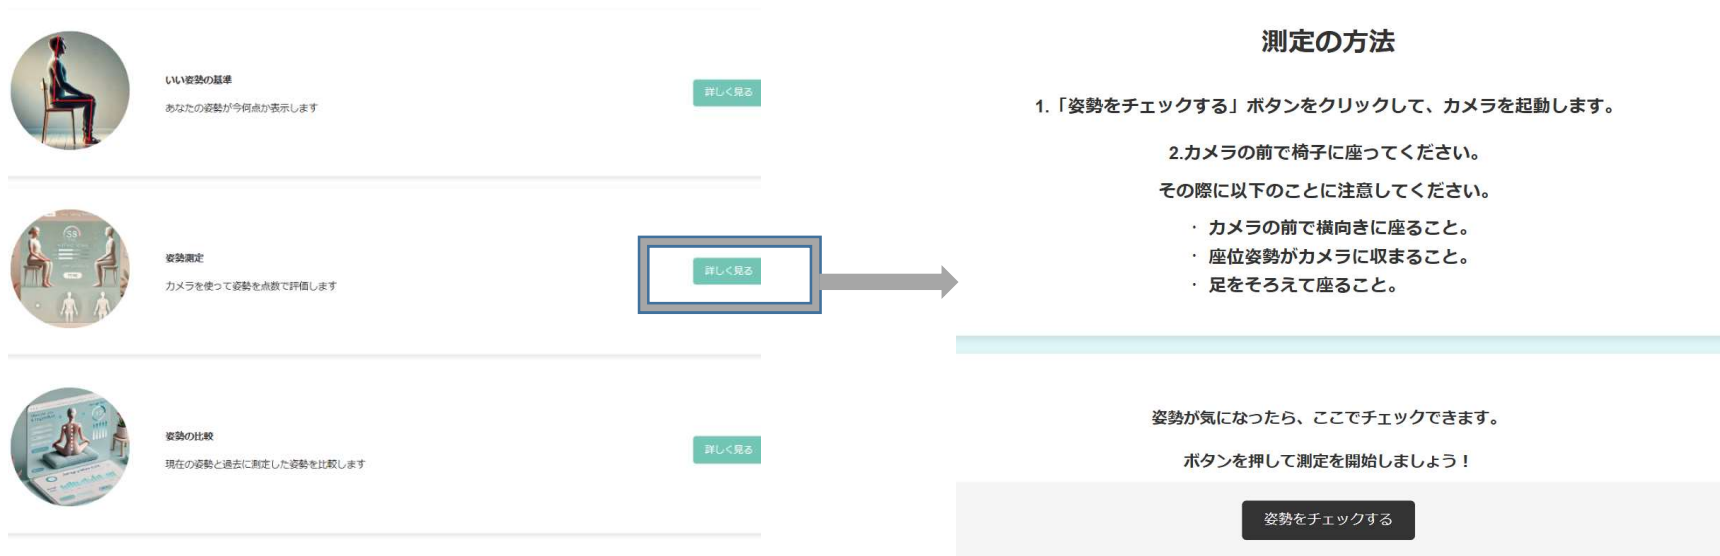 いい姿勢の基準
あなたの姿勢が今何点か表示します
詳しく見る
姿勢測定
カメラを使って姿勢を点数で評価します
詳しく見る
姿勢の比較
現在の姿勢と過去に測定した姿勢を比較します
詳しく見る
測定の方法
1.「姿勢をチェックする」ボタンをクリックして、カメラを起動します。
2.カメラの前で椅子に座ってください。
その際に以下のことに注意してください。
· カメラの前で横向きに座ること。
· 座位姿勢がカメラに収まること。
· 足をそろえて座ること。
姿勢が気になったら、ここでチェックできます。
ボタンを押して測定を開始しましょう！
姿勢をチェックする